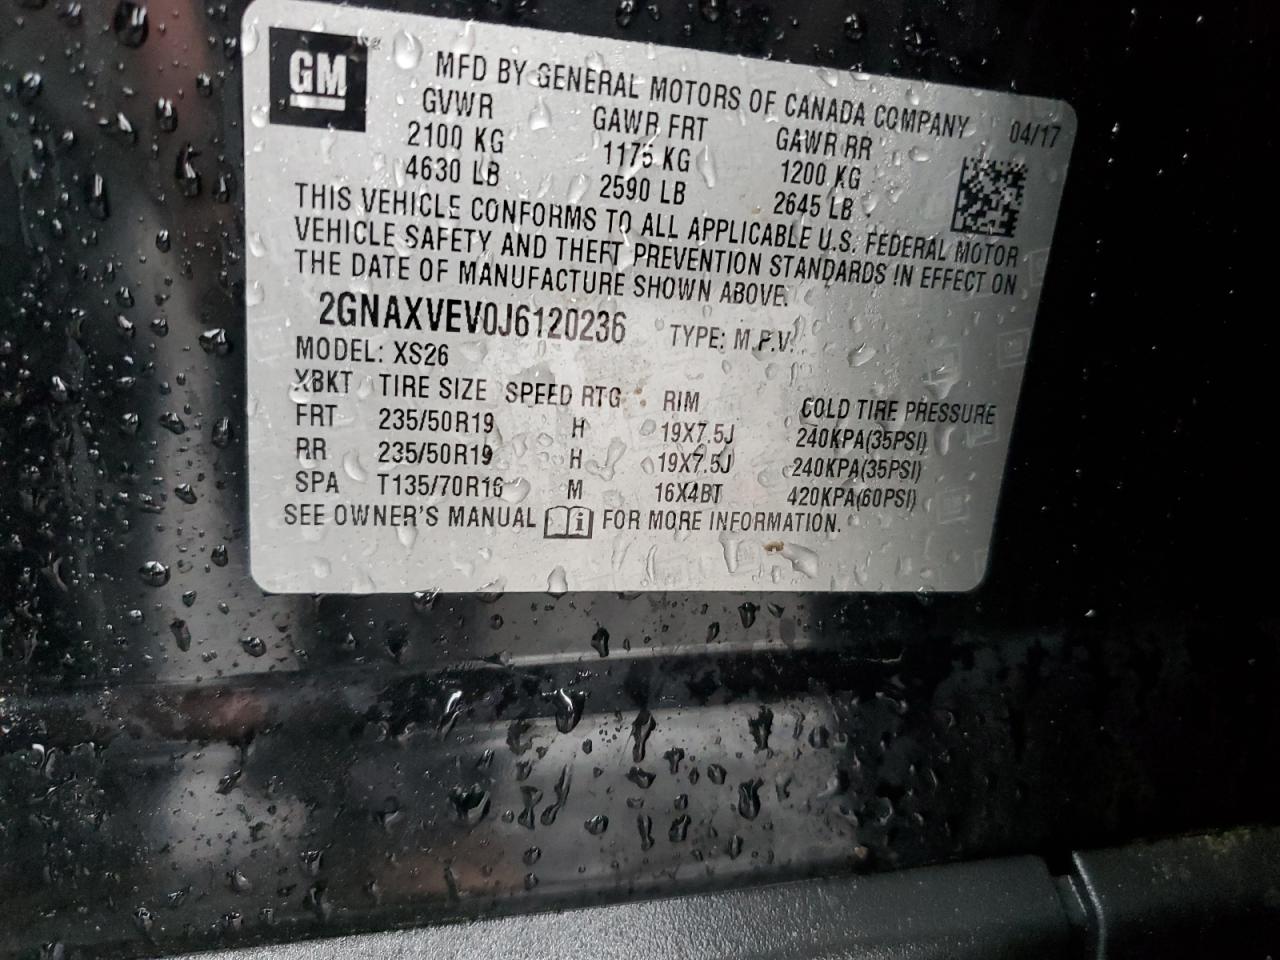 GM
MFD BY GENERAL MOTORS OF CANADA COMPANY 04/17
GVWR GAWR FRT GAWR RR
2100 KG 1175 KG 1200 KG
4630 LB 2590 LB 2645 LB
THIS VEHICLE CONFORMS TO ALL APPLICABLE U.S. FEDERAL MOTOR
VEHICLE SAFETY AND THEFT PREVENTION STANDARDS IN EFFECT ON
THE DATE OF MANUFACTURE SHOWN ABOVE.
2GNAXVEV0J6120236 TYPE: M.P.V.
MODEL: XS26
XBKT TIRE SIZE SPEED RTG RIM COLD TIRE PRESSURE
FRT 235/50R19 H 19X7.5J 240KPA(35PSI)
RR 235/50R19 H 19X7.5J 240KPA(35PSI)
SPA T135/70R16 M 16X4BT 420KPA(60PSI)
SEE OWNER'S MANUAL FOR MORE INFORMATION.